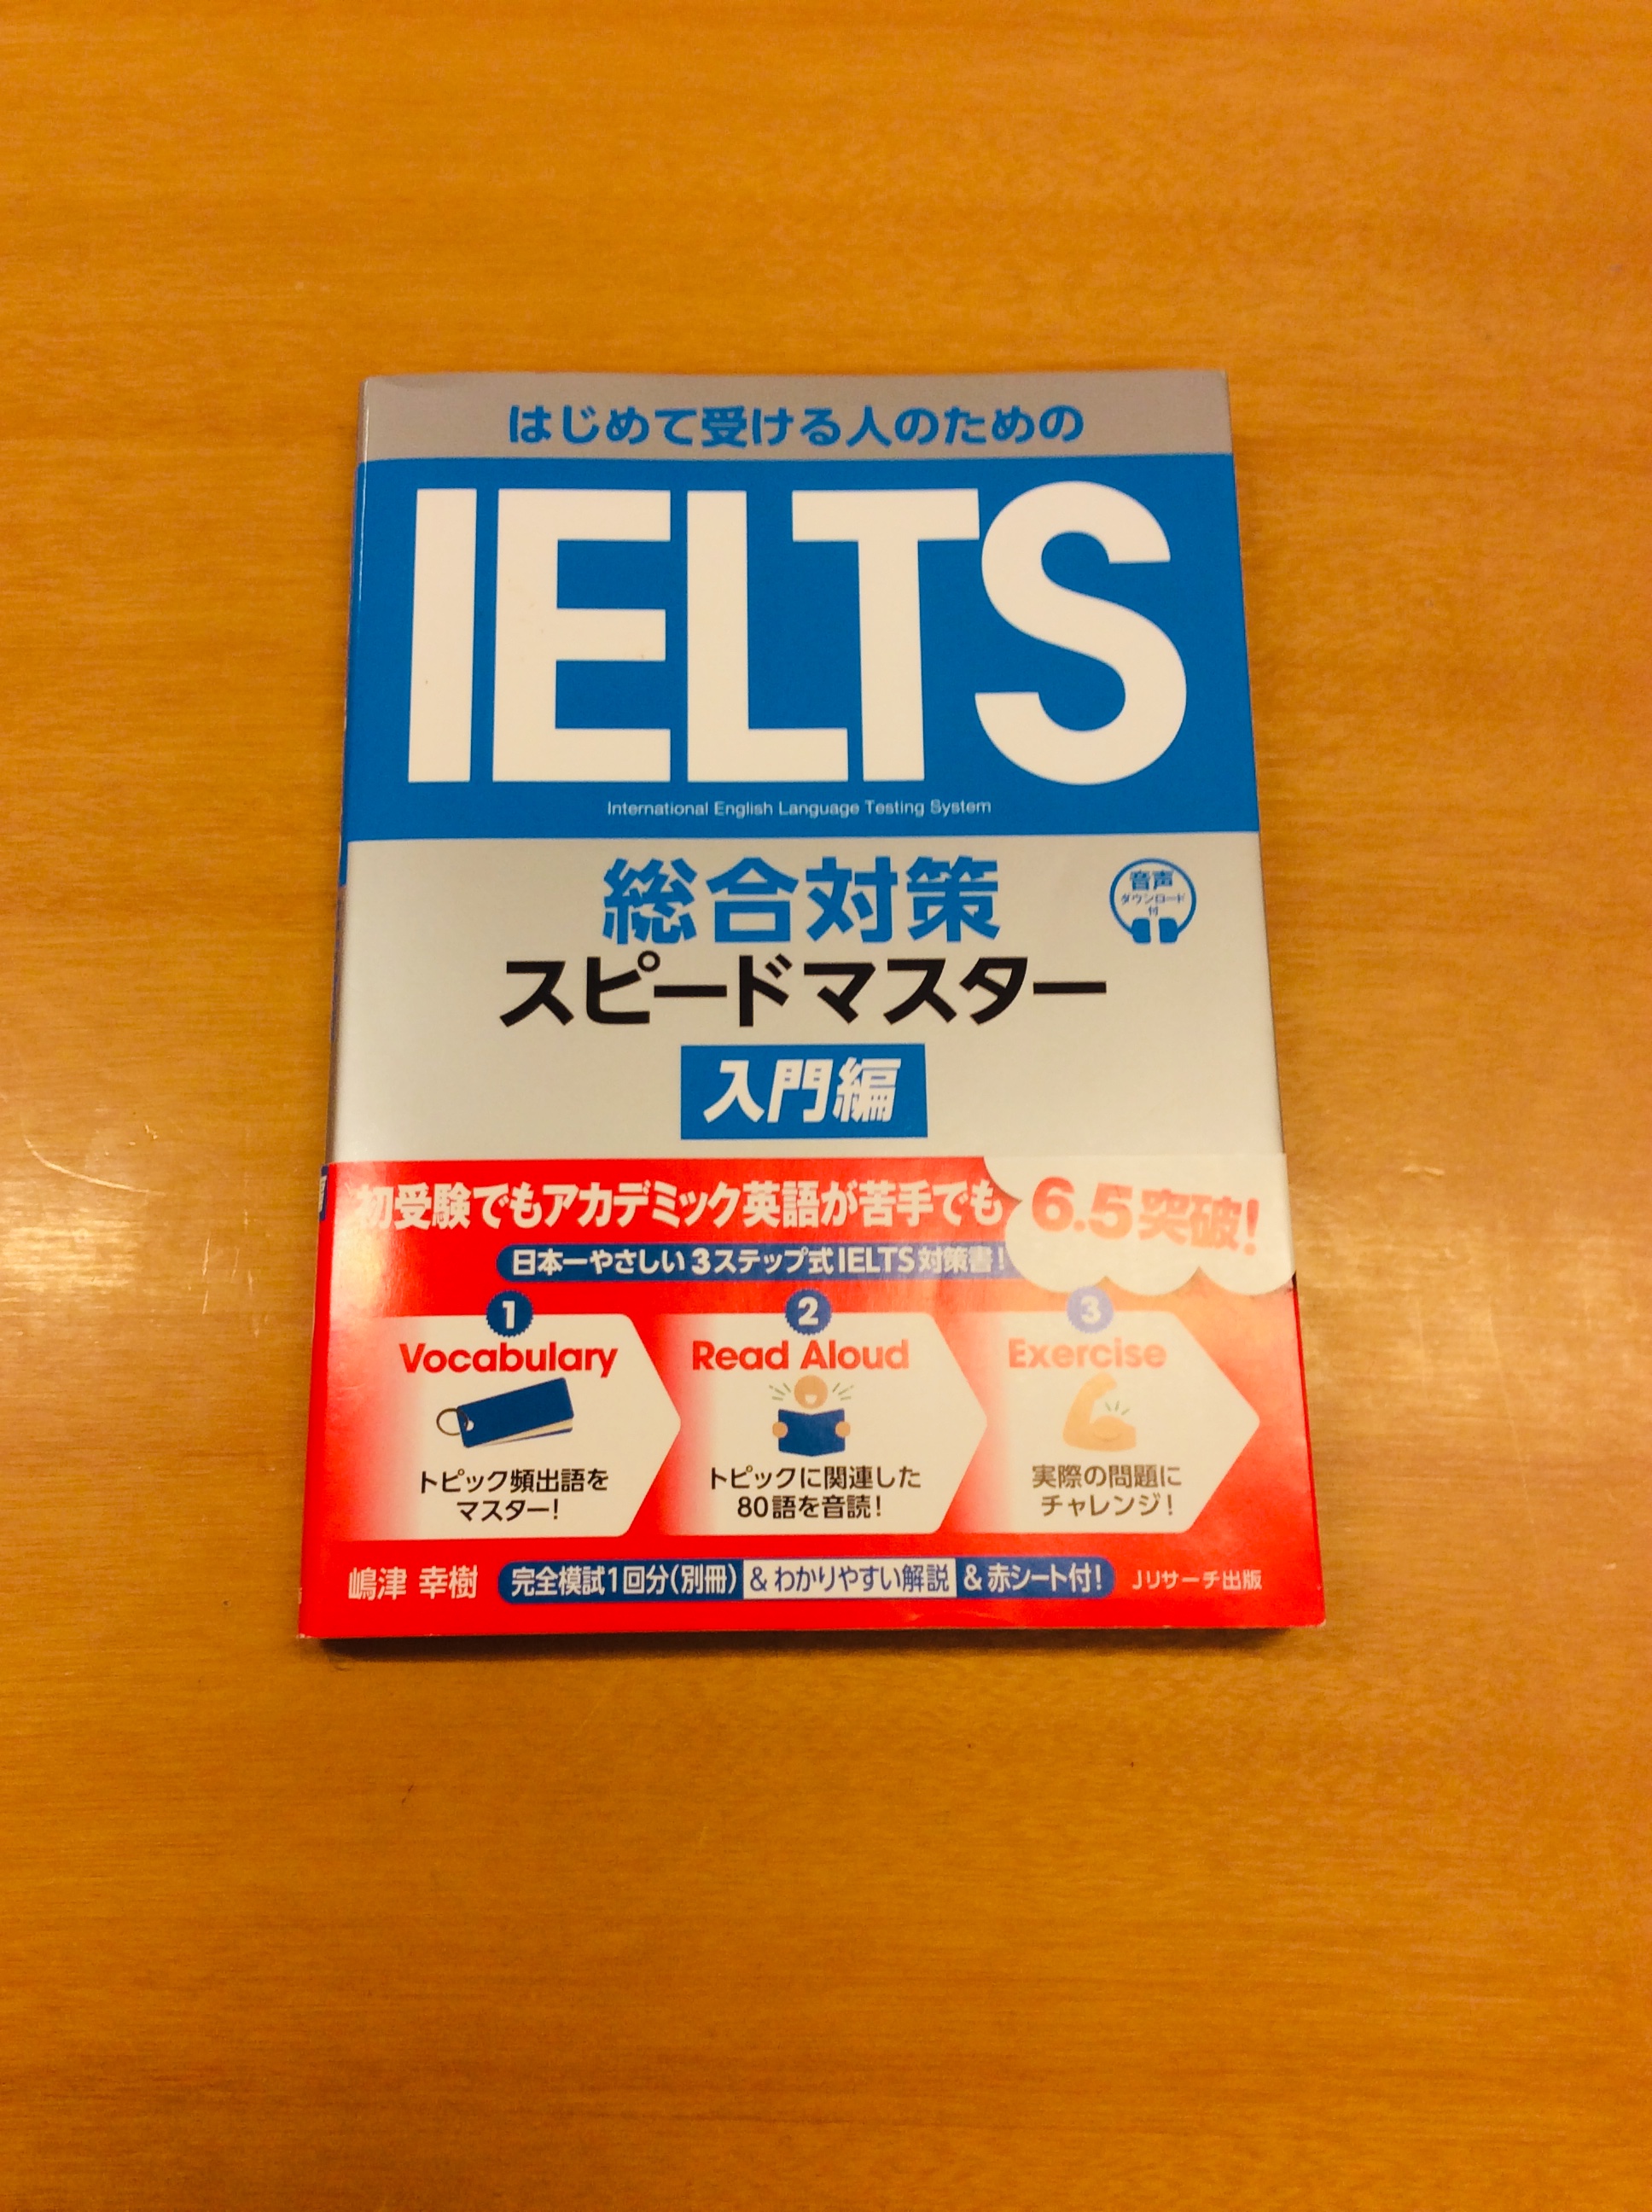 はじめて受ける人のための
IELTS
International English Language Testing System
総合対策
音声
ダウンロード
付
スピードマスター
入門編
初受験でもアカデミック英語が苦手でも
6.5突破!
日本一やさしい3ステップ式IELTS対策書!
1
Vocabulary
トピック頻出語を
マスター!
2
Read Aloud
トピックに関連した
80語を音読!
3
Exercise
実際の問題に
チャレンジ!
嶋津 幸樹
完全模試1回分(別冊)&わかりやすい解説&赤シート付!
Jリサーチ出版